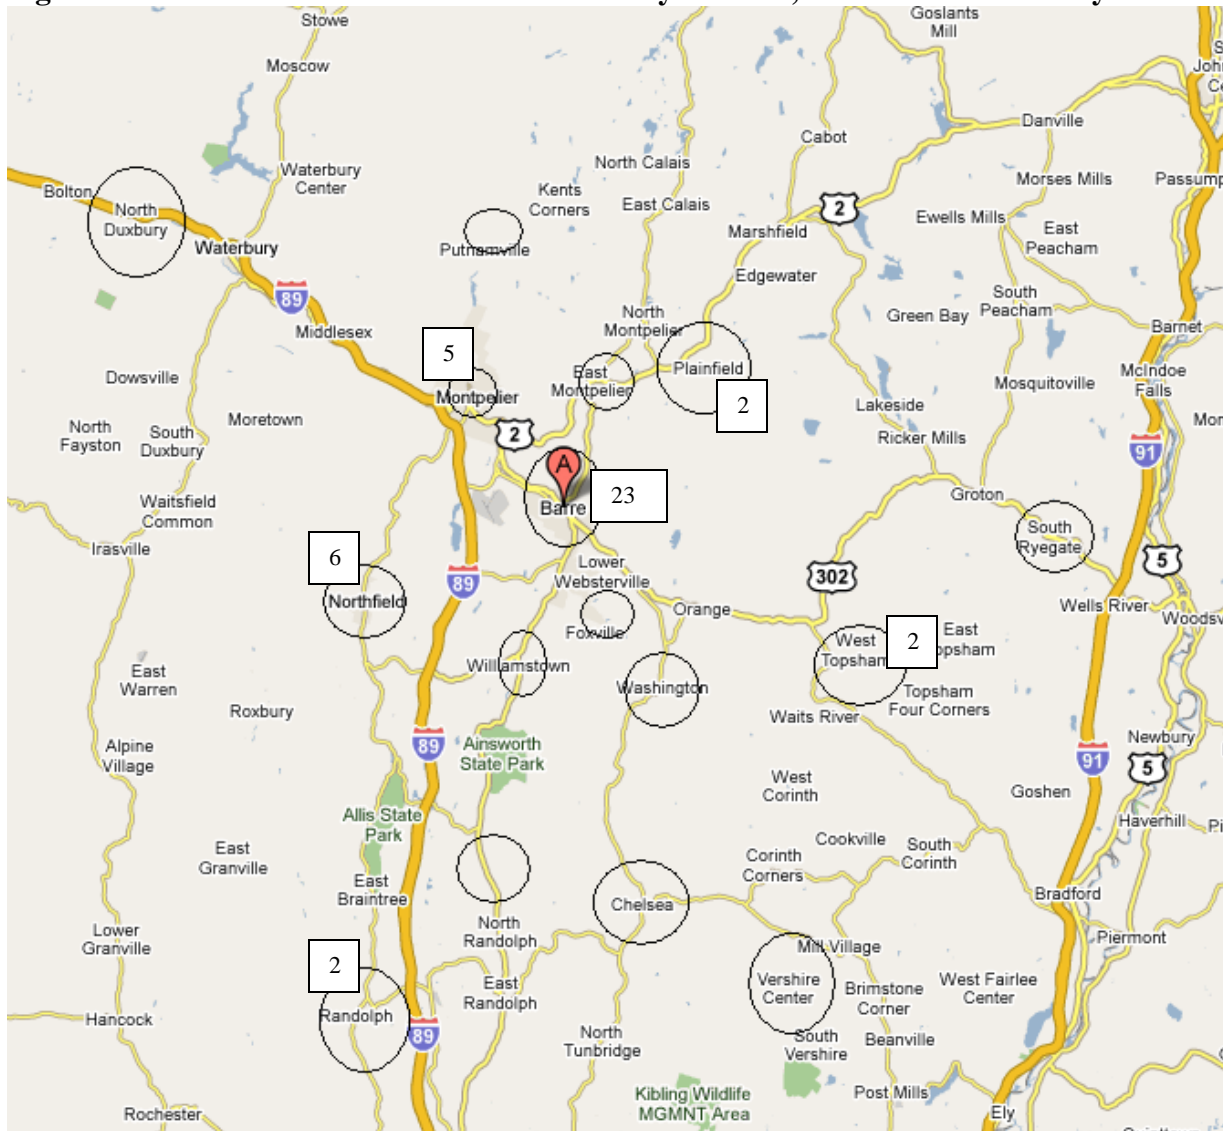 Stowe
Goslants
Mill
Moscow
Danville
Cabot
North Calais
Waterbury
Center
Kents
Corners
Morses Mills
Bolton
North
Duxbury
East Calais
2
Ewells Mills
Waterbury
Putnamville
Marshfield
East
Peacham
Edgewater
89
South
Peacham
Middlesex
North
Montpelier
Green Bay
Barnet
5
Dowsville
East
Montpelier
Plainfield
McIndoe
Falls
Mosquitoville
Montpelier
2
Moretown
Lakeside
North
Fayston
South
Duxbury
2
Ricker Mills
91
A
Barre
23
Groton
Waitsfield
Common
South
Ryegate
Irasville
6
5
Lower
Websterville
302
89
Northfield
Orange
Wells River
Foxville
West
Topsham
2
East
Williamstown
Washington
East
Warren
Topsham
Four Corners
Roxbury
Waits River
Alpine
Village
Ainsworth
State Park
89
Newbury
91
5
West
Corinth
Goshen
Allis State
Park
Haverhill
East
Granville
Cookville
South
Corinth
Corinth
Corners
East
Braintree
Chelsea
Bradford
Lower
Granville
North
Randolph
Mill Village
Piermont
2
Vershire
Center
West Fairlee
Center
East
Randolph
Brimstone
Corner
Hancock
Randolph
89
North
Tunbridge
South
Vershire
Beanville
Kibling Wildlife
MGMNT Area
Post Mills
Rochester
Ely